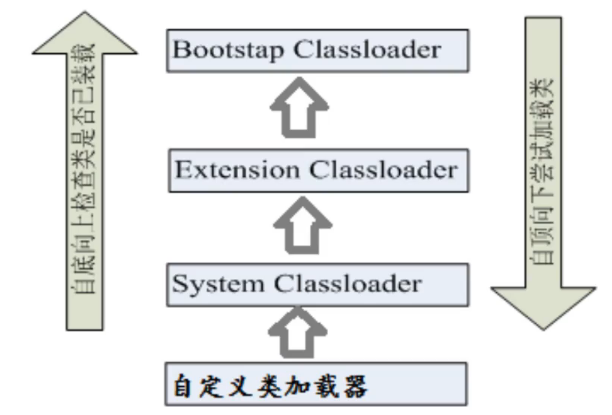 Bootstap Classloader
自底向上检查类是否已装载
Extension Classloader
自顶向下尝试加载类
System Classloader
自定义类加载器